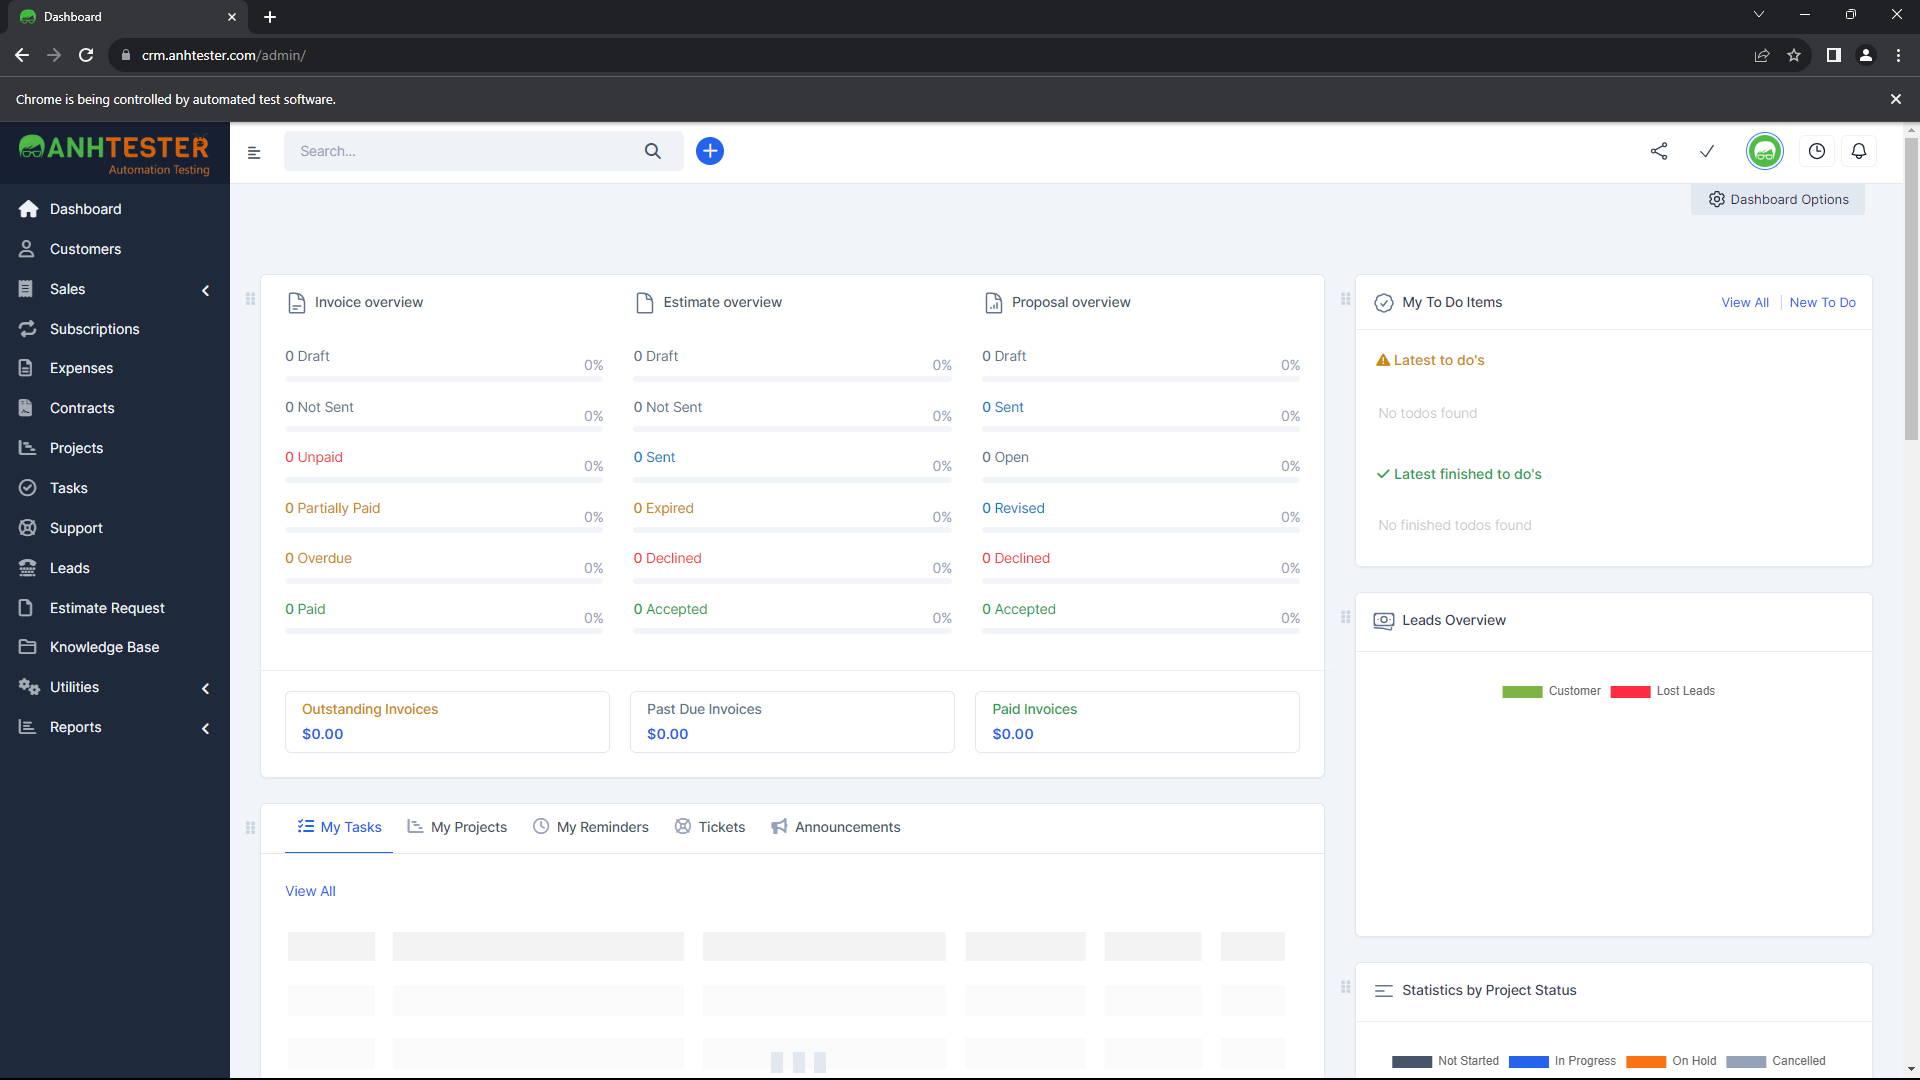 Dashboard
crm.anhtester.com/admin/
Chrome is being controlled by automated test software.
ANHTESTER
Automation Testing
Search...
Dashboard Options
Dashboard
Customers
Sales
Subscriptions
Expenses
Contracts
Projects
Tasks
Support
Leads
Estimate Request
Knowledge Base
Utilities
Reports
Invoice overview
0 Draft
0%
0 Not Sent
0%
0 Unpaid
0%
0 Partially Paid
0%
0 Overdue
0%
0 Paid
0%
Estimate overview
0 Draft
0%
0 Not Sent
0%
0 Sent
0%
0 Expired
0%
0 Declined
0%
0 Accepted
0%
Proposal overview
0 Draft
0%
0 Sent
0%
0 Open
0%
0 Revised
0%
0 Declined
0%
0 Accepted
0%
Outstanding Invoices
$0.00
Past Due Invoices
$0.00
Paid Invoices
$0.00
My Tasks
My Projects
My Reminders
Tickets
Announcements
View All
My To Do Items
View All
New To Do
Latest to do's
No todos found
Latest finished to do's
No finished todos found
Leads Overview
Customer
Lost Leads
Statistics by Project Status
Not Started
In Progress
On Hold
Cancelled